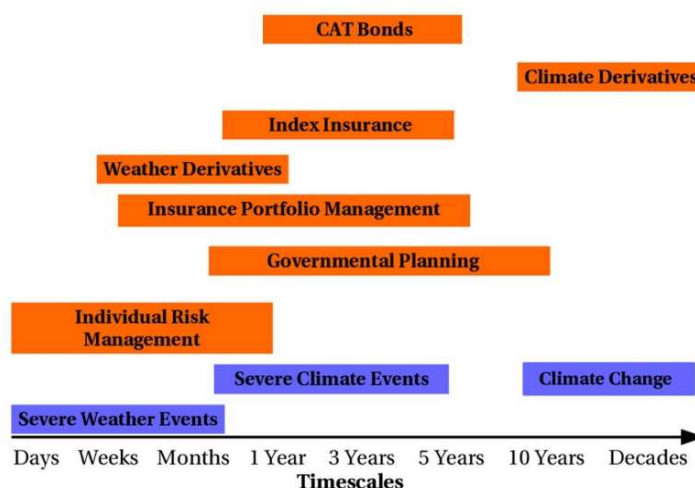 CAT Bonds
Climate Derivatives
Index Insurance
Weather Derivatives
Insurance Portfolio Management
Governmental Planning
Individual Risk
Management
Severe Climate Events
Climate Change
Severe Weather Events
Days Weeks Months 1 Year 3 Years 5 Years 10 Years Decades
Timescales